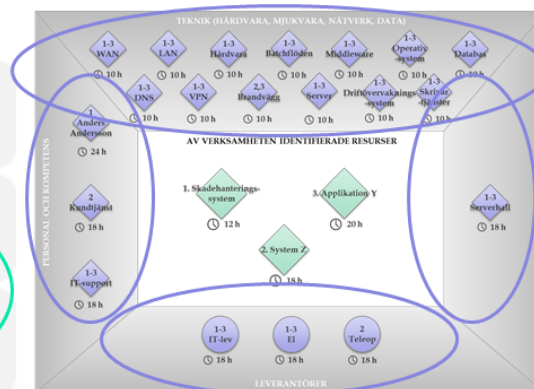 TEKNIK (HÅRDVARA, MJUKVARA, NÄTVERK, DATA)
1-3
WAN
10 h
1-3
LAN
10 h
1-3
Hårdvara
10 h
1-3
Batchflöden
10 h
1-3
Middleware
10 h
1-3
Operativ-
system
10 h
1-3
Databas
10 h
1-3
DNS
10 h
1-3
VPN
10 h
2,3
Brandvägg
10 h
1-3
Server
10 h
1-3
Driftövervaknings-
system
10 h
1-3
Skrivar-
tjänster
10 h
PERSONAL OCH KOMPETENS
1
Anders
Andersson
24 h
2
Kundtjänst
18 h
1-3
IT-support
18 h
AV VERKSAMHETEN IDENTIFIERADE RESURSER
1. Skadehanterings-
system
12 h
3. Applikation Y
20 h
2. System Z
18 h
1-3
Serverhall
18 h
1-3
IT-lev
18 h
1-3
El
18 h
2
Teleop
18 h
LEVERANTÖRER